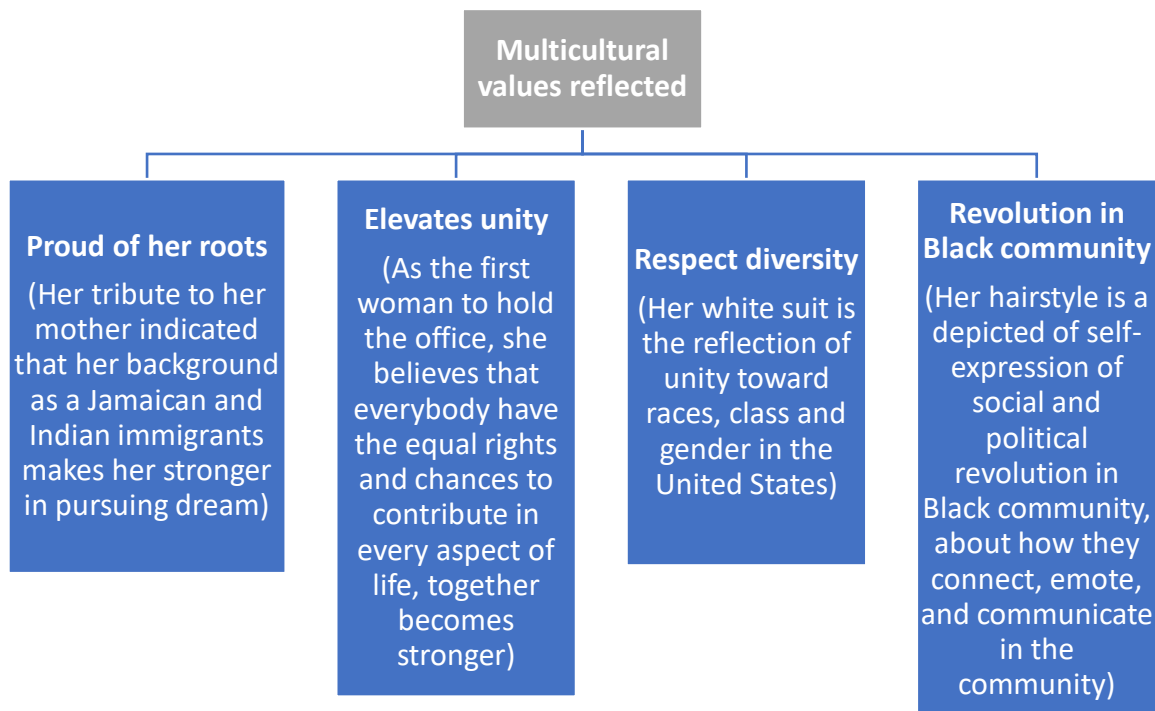 Multicultural
values reflected
Proud of her roots
(Her tribute to her
mother indicated
that her background
as a Jamaican and
Indian immigrants
makes her stronger
in pursuing dream)
Elevates unity
(As the first
woman to hold
the office, she
believes that
everybody have
the equal rights
and chances to
contribute in
every aspect of
life, together
becomes
stronger)
Respect diversity
(Her white suit is
the reflection of
unity toward
races, class and
gender in the
United States)
Revolution in
Black community
(Her hairstyle is a
depicted of self-
expression of
social and
political
revolution in
Black community,
about how they
connect, emote,
and communicate
in the
community)